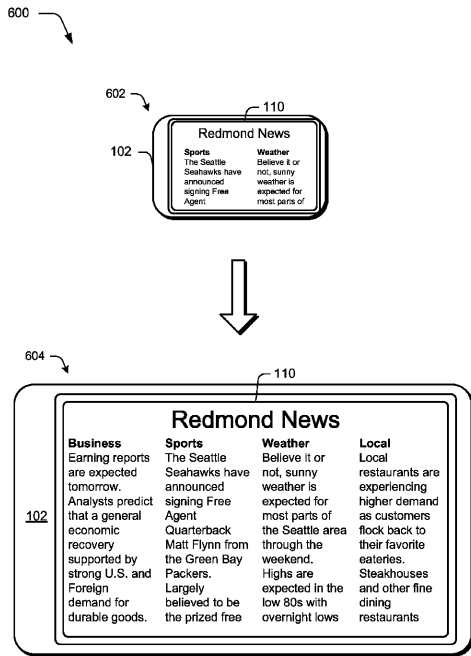 600
602
110
102
Redmond News
Sports
The Seattle
Seahawks have
announced
signing Free
Agent
Weather
Believe it or
not, sunny
weather is
expected for
most parts of
604
110
102
Redmond News
Business
Earning reports
are expected
tomorrow.
Analysts predict
that a general
economic
recovery
supported by
strong U.S. and
Foreign
demand for
durable goods.
Sports
The Seattle
Seahawks have
announced
signing Free
Agent
Quarterback
Matt Flynn from
the Green Bay
Packers.
Largely
believed to be
the prized free
Weather
Believe it or
not, sunny
weather is
expected for
most parts of
the Seattle area
through the
weekend.
Highs are
expected in the
low 80s with
overnight lows
Local
Local
restaurants are
experiencing
higher demand
as customers
flock back to
their favorite
eateries.
Steakhouses
and other fine
dining
restaurants